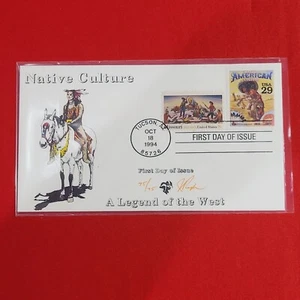 Native Culture
AMERICAN
USA
29
TUCSON, AZ
OCT
18
1994
85726
FIRST DAY OF ISSUE
First Day of Issue
A Legend of the West